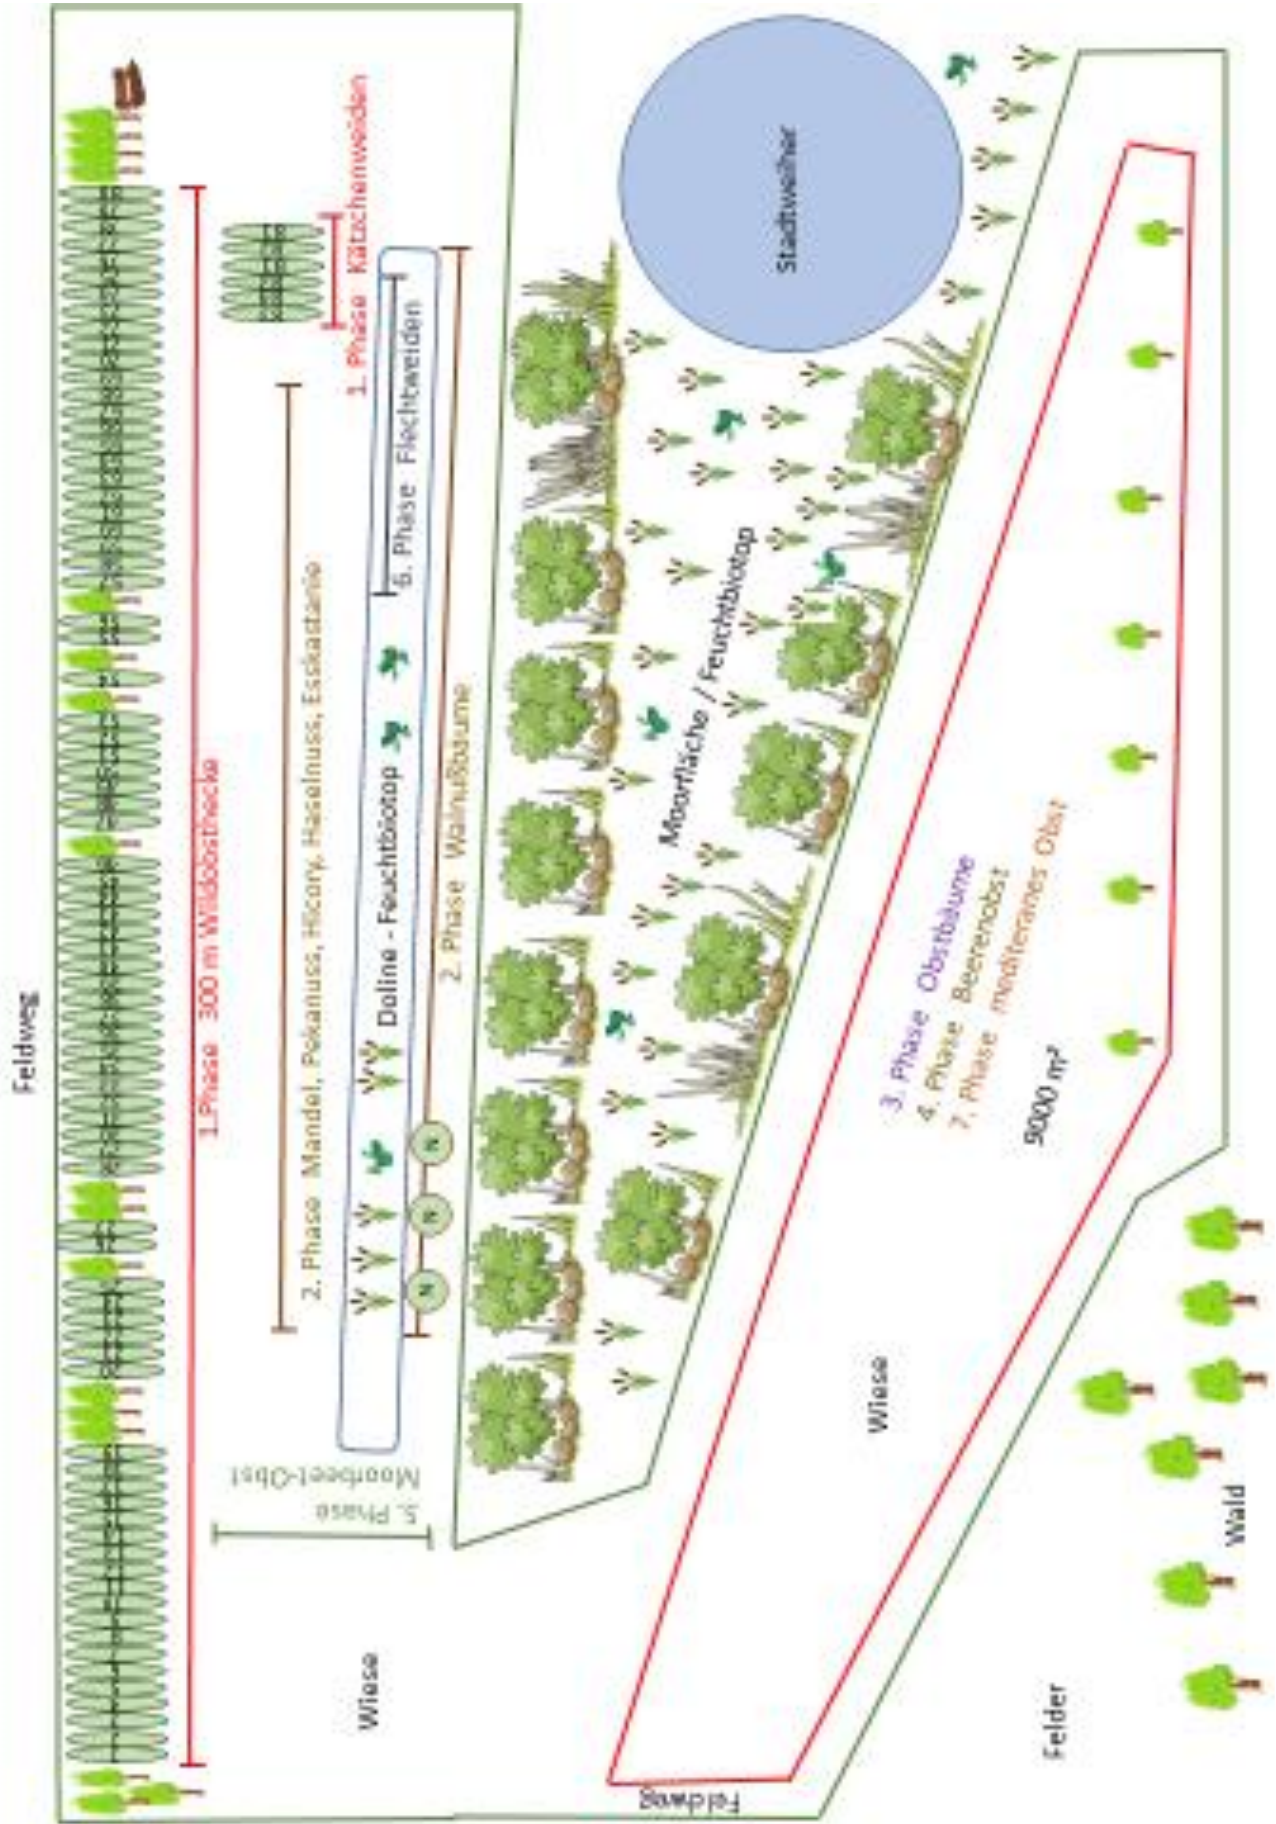 Feldweg
1.Phase 300 m Wildobsthecke
1. Phase Kätzchenweiden
2. Phase Mandel, Pekanuss, Hicory, Haselnuss, Esskastanie
6. Phase Flechtweiden
Doline - Feuchtbiotop
2. Phase Walnußbäume
N
N
N
5. Phase
Moorbeet-Obst
Wiese
Stadtweiher
Moorfläche / Feuchtbiotop
3. Phase Obstbäume
4. Phase Beerenobst
7. Phase mediteranes Obst
9000 m²
Wiese
Feldweg
Felder
Wald